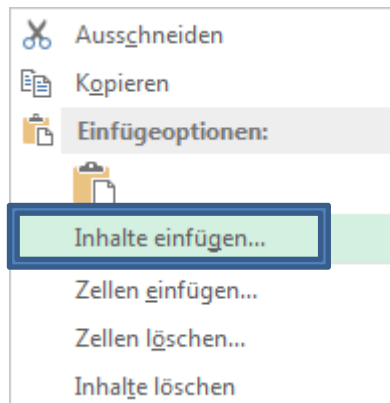 Ausschneiden
Kopieren
Einfügeoptionen:
Inhalte einfügen...
Zellen einfügen...
Zellen löschen...
Inhalte löschen